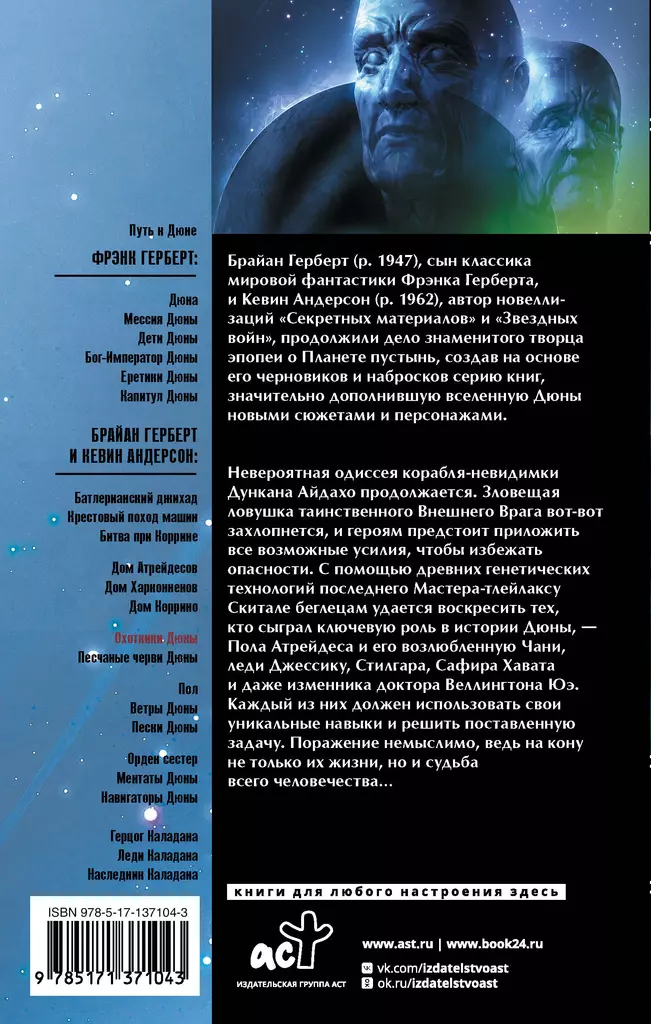 Путь к Дюне
ФРЭНК ГЕРБЕРТ:
Дюна
Мессия Дюны
Дети Дюны
Бог-Император Дюны
Еретики Дюны
Капитул Дюны
БРАЙАН ГЕРБЕРТ
И КЕВИН АНДЕРСОН:
Батлерианский джихад
Крестовый поход машин
Битва при Коррине
Дом Атрейдесов
Дом Харконненов
Дом Коррино
Охотники Дюны
Песчаные черви Дюны
Пол
Ветры Дюны
Песни Дюны
Орден сестер
Ментаты Дюны
Навигаторы Дюны
Герцог Каладана
Леди Каладана
Наследник Каладана
ISBN 978-5-17-137104-3
9 785171 371043
Брайан Герберт (р. 1947), сын классика
мировой фантастики Фрэнка Герберта,
и Кевин Андерсон (р. 1962), автор новелли-
заций «Секретных материалов» и «Звездных
войн», продолжили дело знаменитого творца
эпопеи о Планете пустынь, создав на основе
его черновиков и набросков серию книг,
значительно дополнившую вселенную Дюны
новыми сюжетами и персонажами.
Невероятная одиссея корабля-невидимки
Дункана Айдахо продолжается. Зловещая
ловушка таинственного Внешнего Врага вот-вот
захлопнется, и героям предстоит приложить
все возможные усилия, чтобы избежать
опасности. С помощью древних генетических
технологий последнего Мастера-тлейлаксу
Скитале беглецам удается воскресить тех,
кто сыграл ключевую роль в истории Дюны, —
Пола Атрейдеса и его возлюбленную Чани,
леди Джессику, Стилгара, Сафира Хавата
и даже изменника доктора Веллингтона Юэ.
Каждый из них должен использовать свои
уникальные навыки и решить поставленную
задачу. Поражение немыслимо, ведь на кону
не только их жизни, но и судьба
всего человечества...
книги для любого настроения здесь
аст
ИЗДАТЕЛЬСКАЯ ГРУППА АСТ
www.ast.ru | www.book24.ru
vk.com/izdatelstvoast
ok.ru/izdatelstvoast